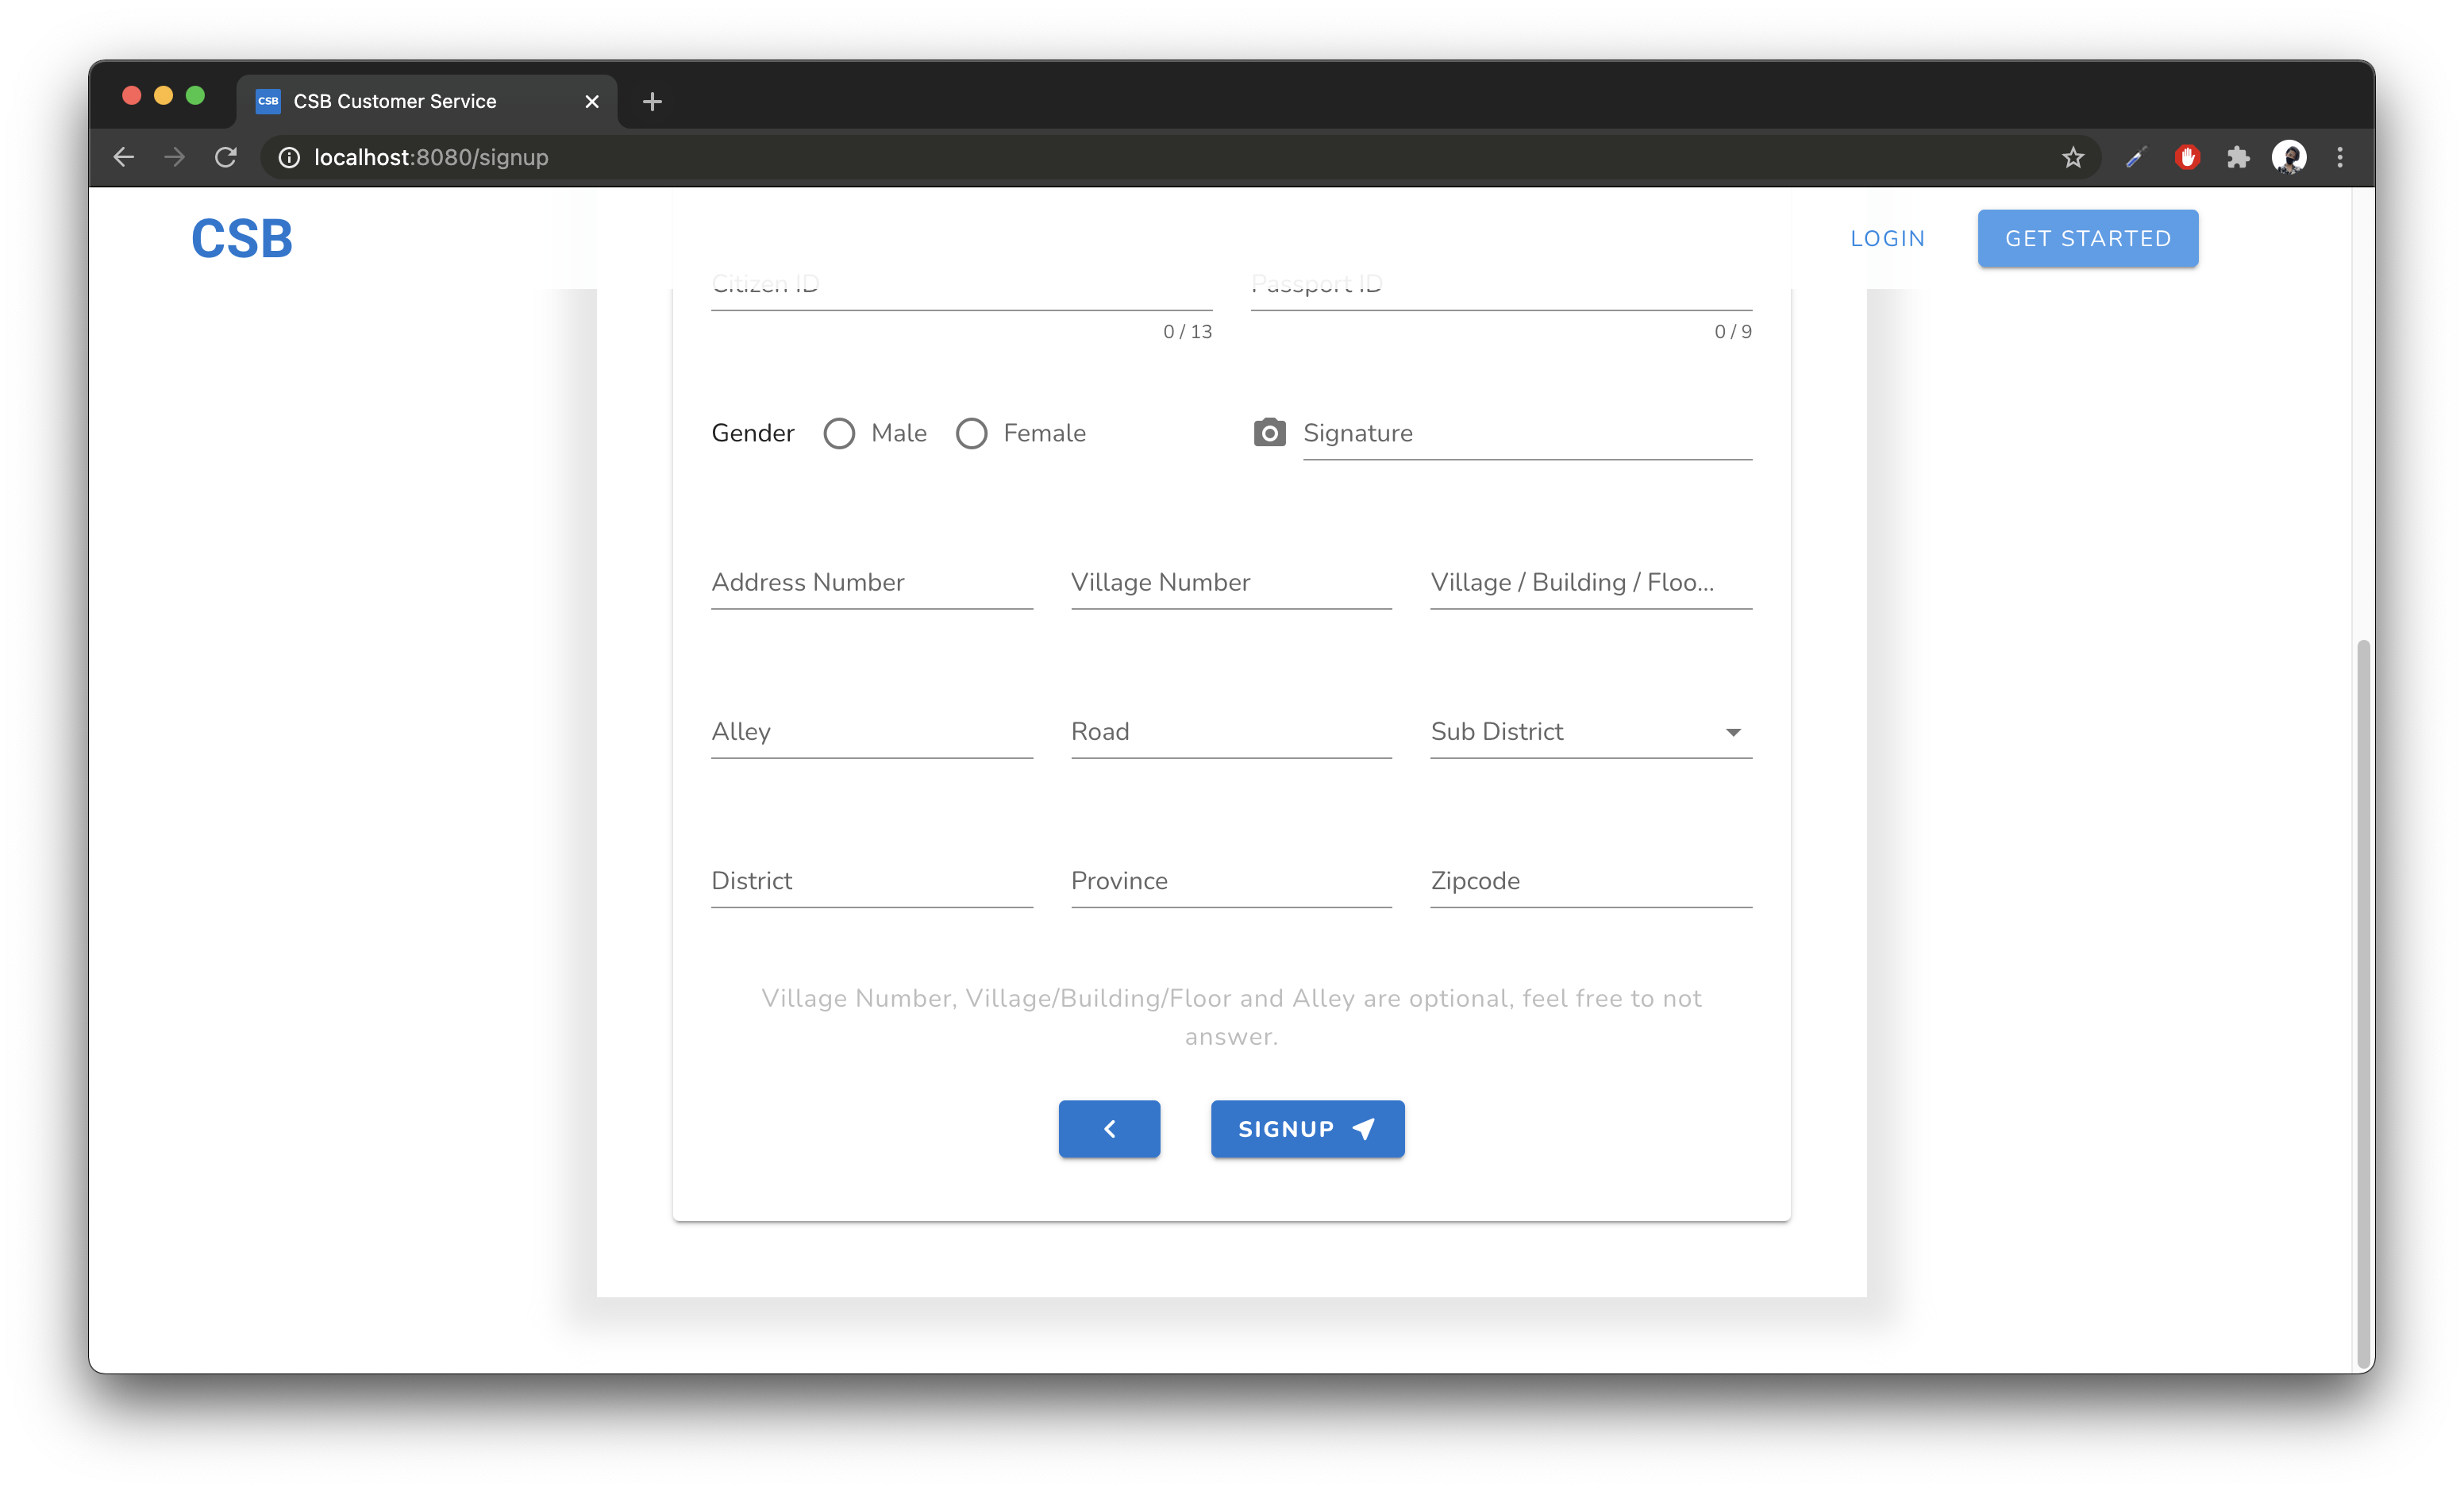 CSB CSB Customer Service
localhost:8080/signup
CSB LOGIN GET STARTED
Citizen ID Passport ID
0 / 13 0 / 9
Gender Male Female Signature
Address Number Village Number Village / Building / Floo...
Alley Road Sub District
District Province Zipcode
Village Number, Village/Building/Floor and Alley are optional, feel free to not
answer.
SIGNUP